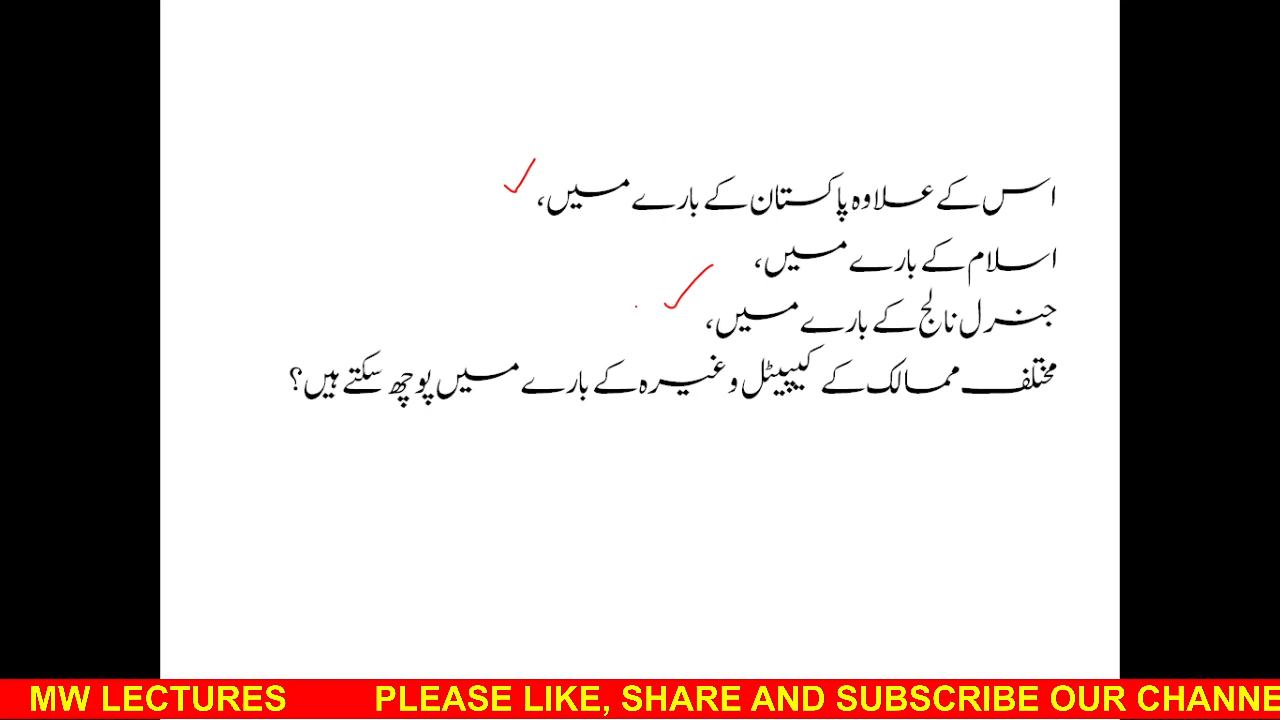 اس کے علاوہ پاکستان کے بارے میں،
اسلام کے بارے میں،
جنرل نالج کے بارے میں،
مختلف ممالک کے کیپیٹل وغیرہ کے بارے میں پوچھ سکتے ہیں؟
MW LECTURES PLEASE LIKE, SHARE AND SUBSCRIBE OUR CHANNE